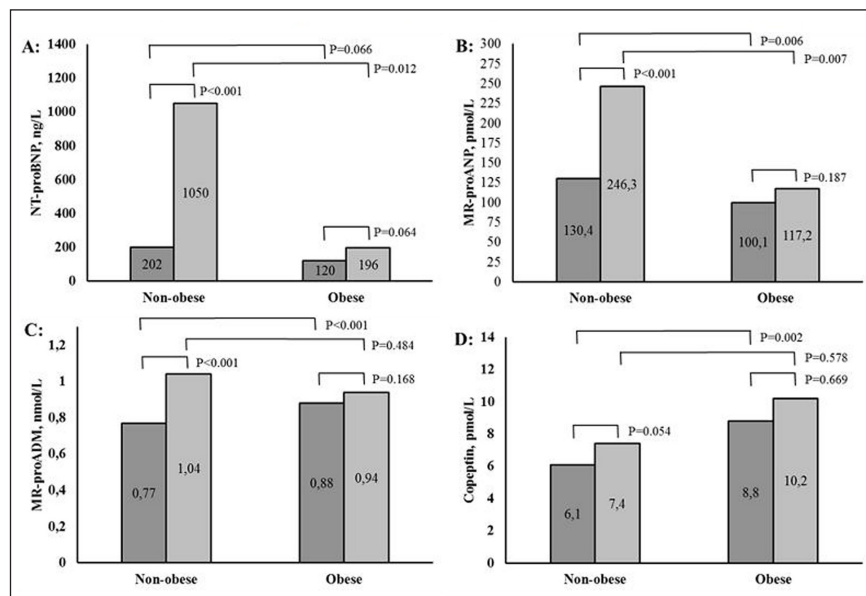 A:
NT-proBNP, ng/L
1400
1200
1000
800
600
400
200
0
P=0.066
P=0.012
P<0.001
P=0.064
202
1050
120
196
Non-obese
Obese
B:
MR-proANP, pmol/L
300
275
250
225
200
175
150
125
100
75
50
25
0
P=0.006
P=0.007
P<0.001
P=0.187
130,4
246,3
100,1
117,2
Non-obese
Obese
C:
MR-proADM, nmol/L
1,2
1
0,8
0,6
0,4
0,2
0
P<0.001
P=0.484
P<0.001
P=0.168
0,77
1,04
0,88
0,94
Non-obese
Obese
D:
Copeptin, pmol/L
14
12
10
8
6
4
2
0
P=0.002
P=0.578
P=0.669
P=0.054
6,1
7,4
8,8
10,2
Non-obese
Obese